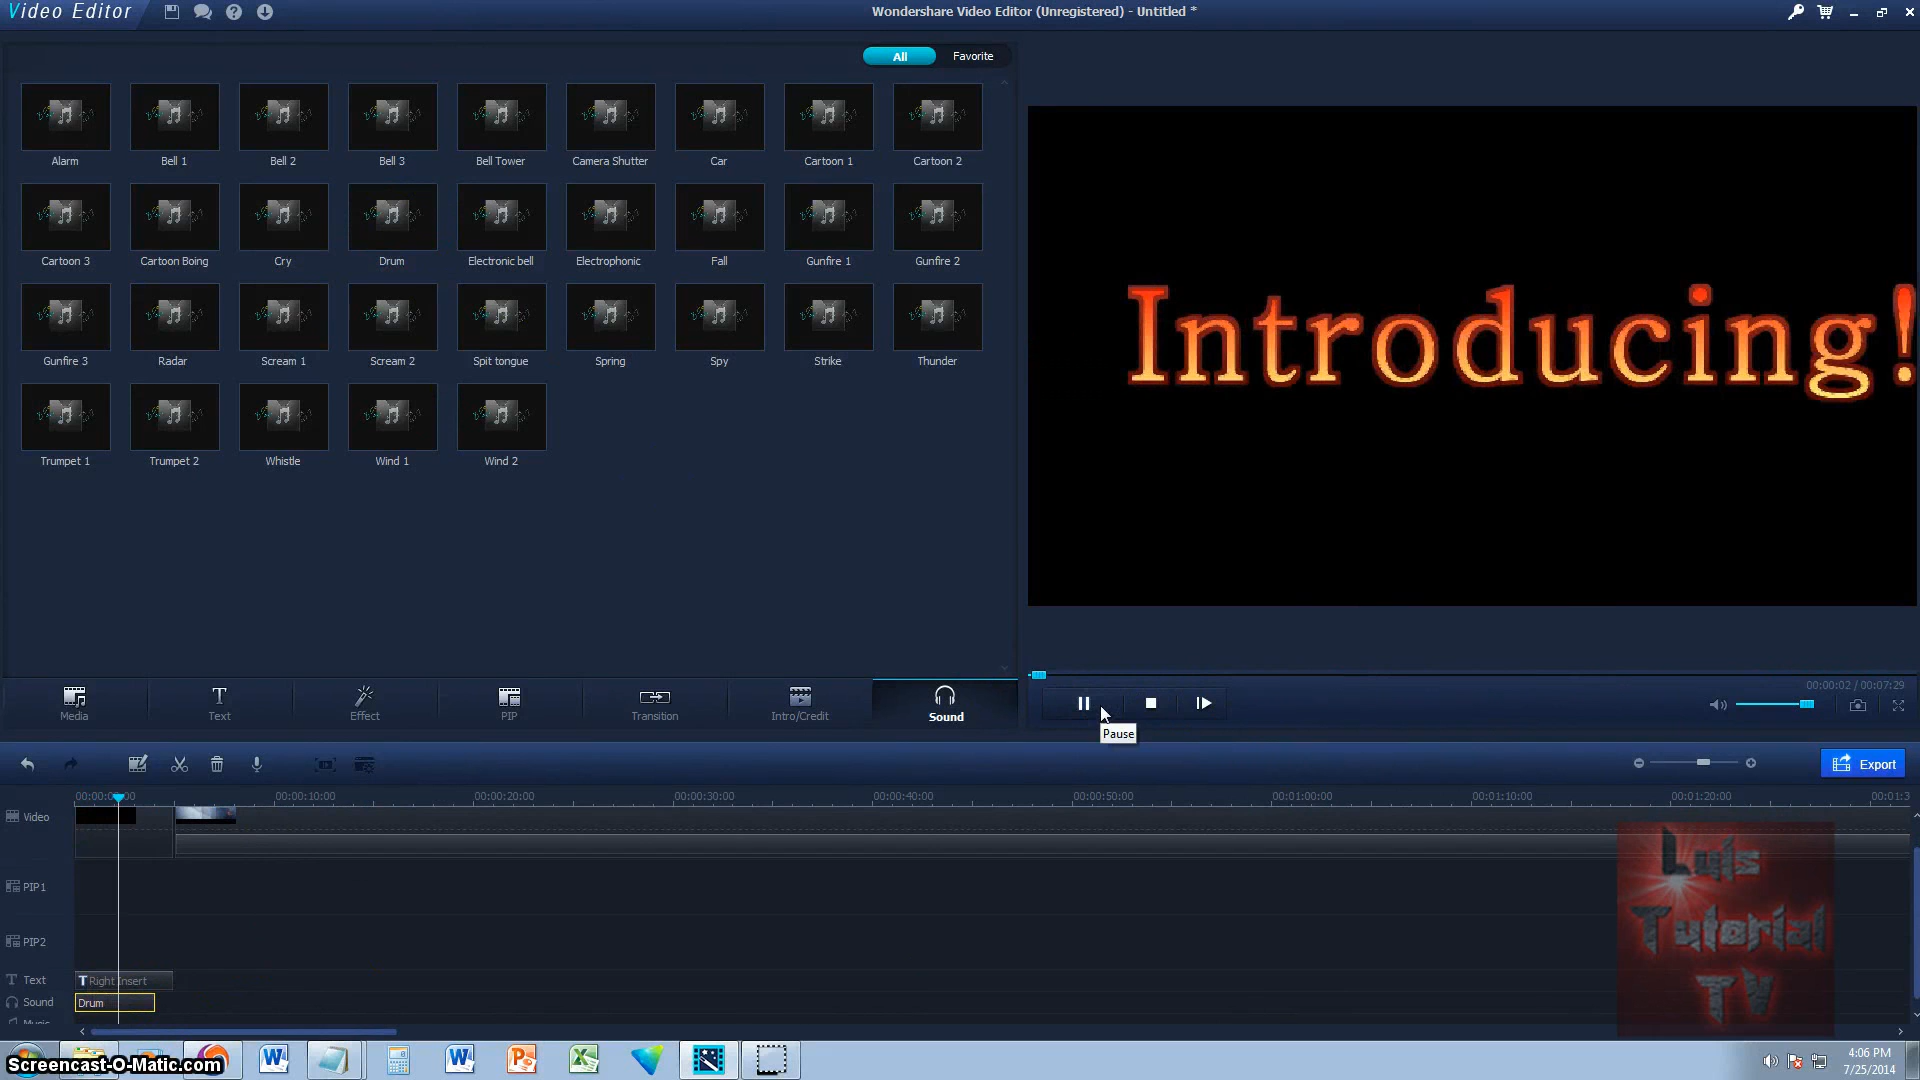 Video Editor
Wondershare Video Editor (Unregistered) - Untitled *
All Favorite
Alarm Bell 1 Bell 2 Bell 3 Bell Tower Camera Shutter Car Cartoon 1 Cartoon 2
Cartoon 3 Cartoon Boing Cry Drum Electronic bell Electrophonic Fall Gunfire 1 Gunfire 2
Gunfire 3 Radar Scream 1 Scream 2 Spit tongue Spring Spy Strike Thunder
Trumpet 1 Trumpet 2 Whistle Wind 1 Wind 2
Introducing!
00:00:02 / 00:07:29
Media Text Effect PIP Transition Intro/Credit Sound
Pause
Export
00:00:10:00 00:00:20:00 00:00:30:00 00:00:40:00 00:00:50:00 00:01:00:00 00:01:10:00 00:01:20:00 00:01:3
Video
PIP1
PIP2
Text
T Right Insert
Sound
Drum
Luis
Tutorial
TV
Screencast-O-Matic.com
4:06 PM
7/25/2014